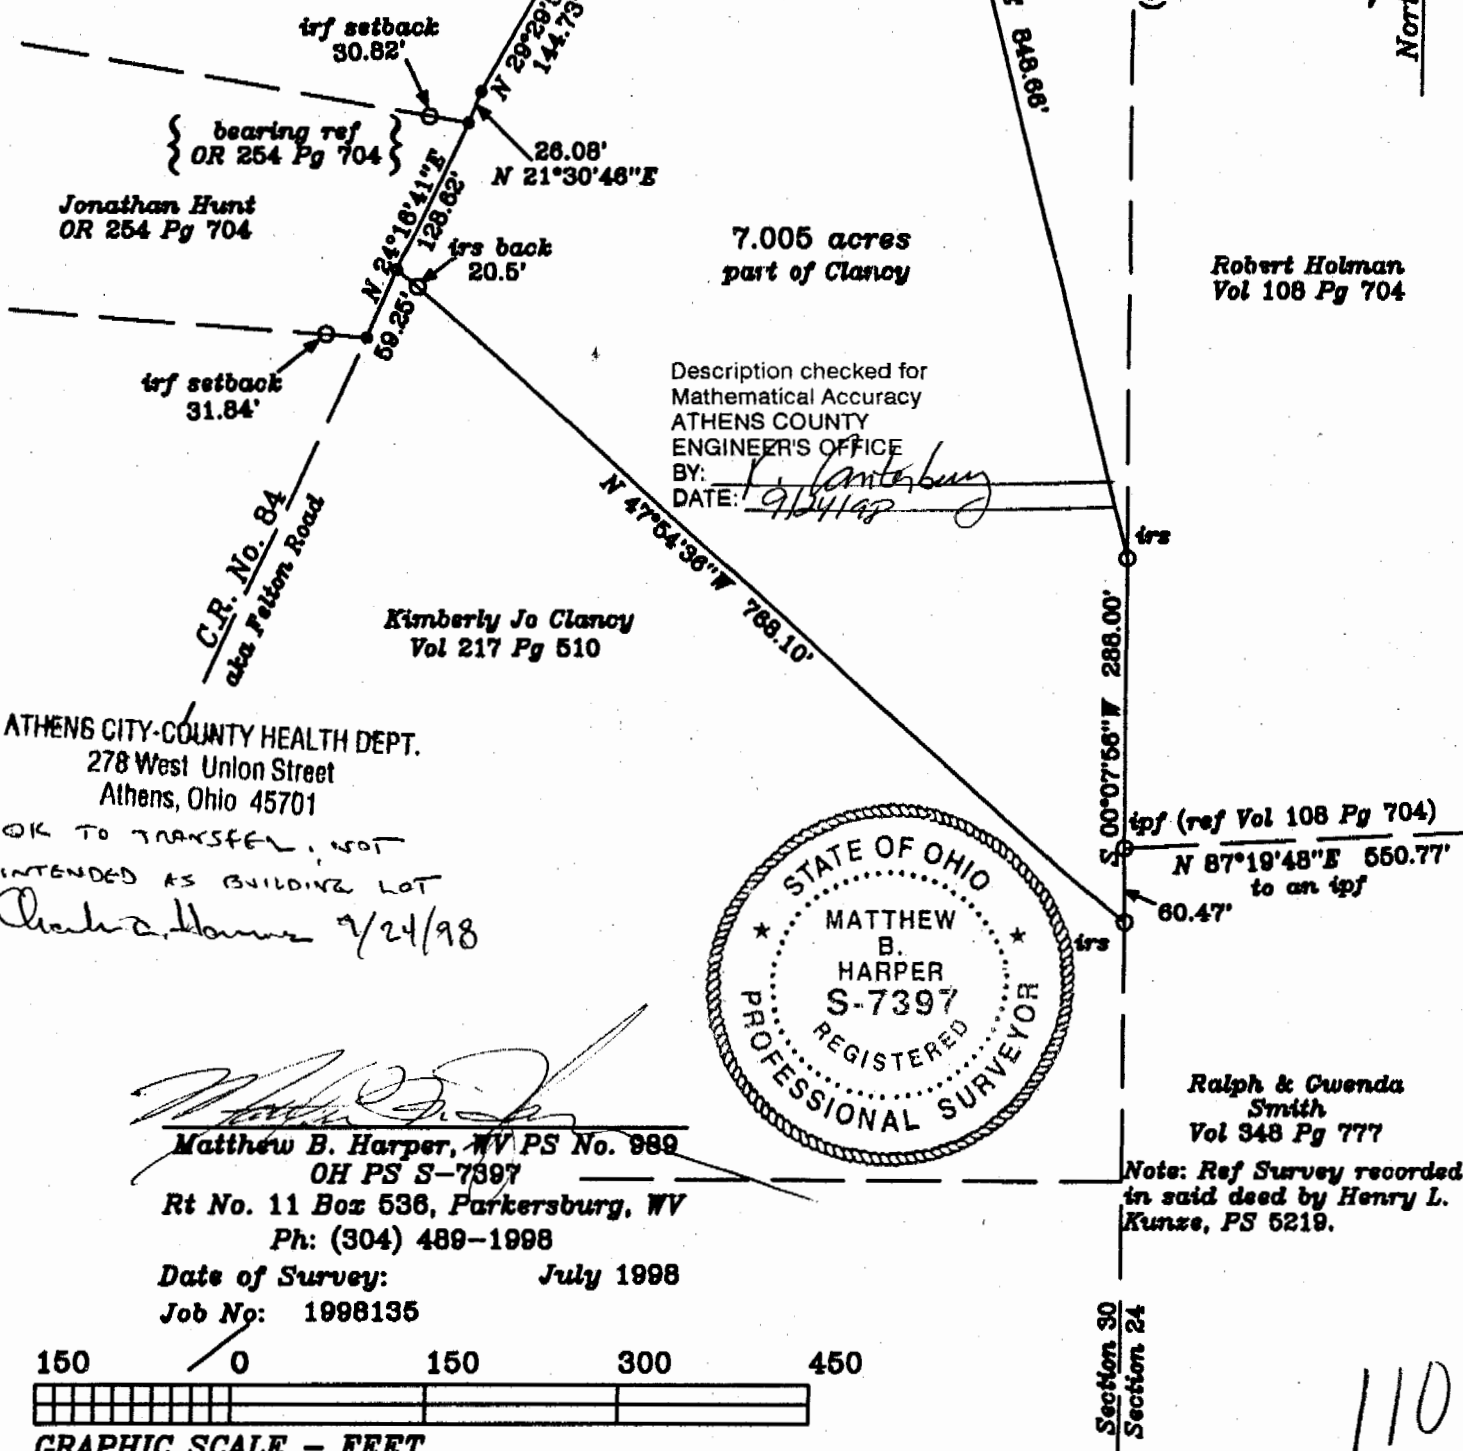 irf setback
30.82'
N 29°29'
144.73'
848.66'
{ bearing ref }
{ OR 254 Pg 704 }
26.08'
N 21°30'46"E
Jonathan Hunt
OR 254 Pg 704
N 24°16'41"E
128.62'
irs back
20.5'
59.25'
irf setback
31.84'
7.005 acres
part of Clancy
Robert Holman
Vol 108 Pg 704
Description checked for
Mathematical Accuracy
ATHENS COUNTY
ENGINEER'S OFFICE
BY: K. Canterbury
DATE: 9/24/98
N 47°54'36"W 768.10'
irs
C.R. No. 84
aka Felton Road
Kimberly Jo Clancy
Vol 217 Pg 510
S 00°07'58"W 288.00'
ATHENS CITY-COUNTY HEALTH DEPT.
278 West Union Street
Athens, Ohio 45701
OK TO TRANSFER, NOT
INTENDED AS BUILDING LOT
9/24/98
ipf (ref Vol 108 Pg 704)
N 87°19'48"E 550.77'
to an ipf
60.47'
irs
STATE OF OHIO
MATTHEW
B.
HARPER
S-7397
REGISTERED
PROFESSIONAL SURVEYOR
Matthew B. Harper, WV PS No. 989
OH PS S-7397
Rt No. 11 Box 536, Parkersburg, WV
Ph: (304) 489-1998
Date of Survey: July 1998
Job No: 1998135
Ralph & Gwenda
Smith
Vol 348 Pg 777
Note: Ref Survey recorded
in said deed by Henry L.
Kunze, PS 5219.
Section 30
Section 24
150 0 150 300 450
GRAPHIC SCALE - FEET
110